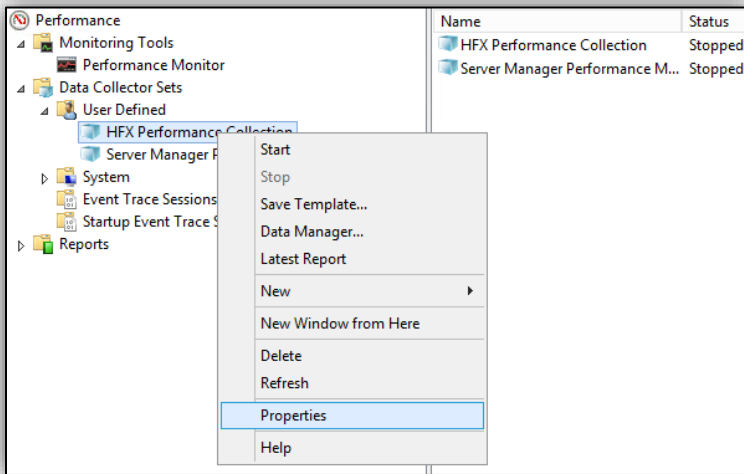 Performance
Monitoring Tools
Performance Monitor
Data Collector Sets
User Defined
HFX Performance Collection
Server Manager P
System
Event Trace Sessions
Startup Event Trace S
Reports
Start
Stop
Save Template...
Data Manager...
Latest Report
New
New Window from Here
Delete
Refresh
Properties
Help
Name Status
HFX Performance Collection Stopped
Server Manager Performance M... Stopped